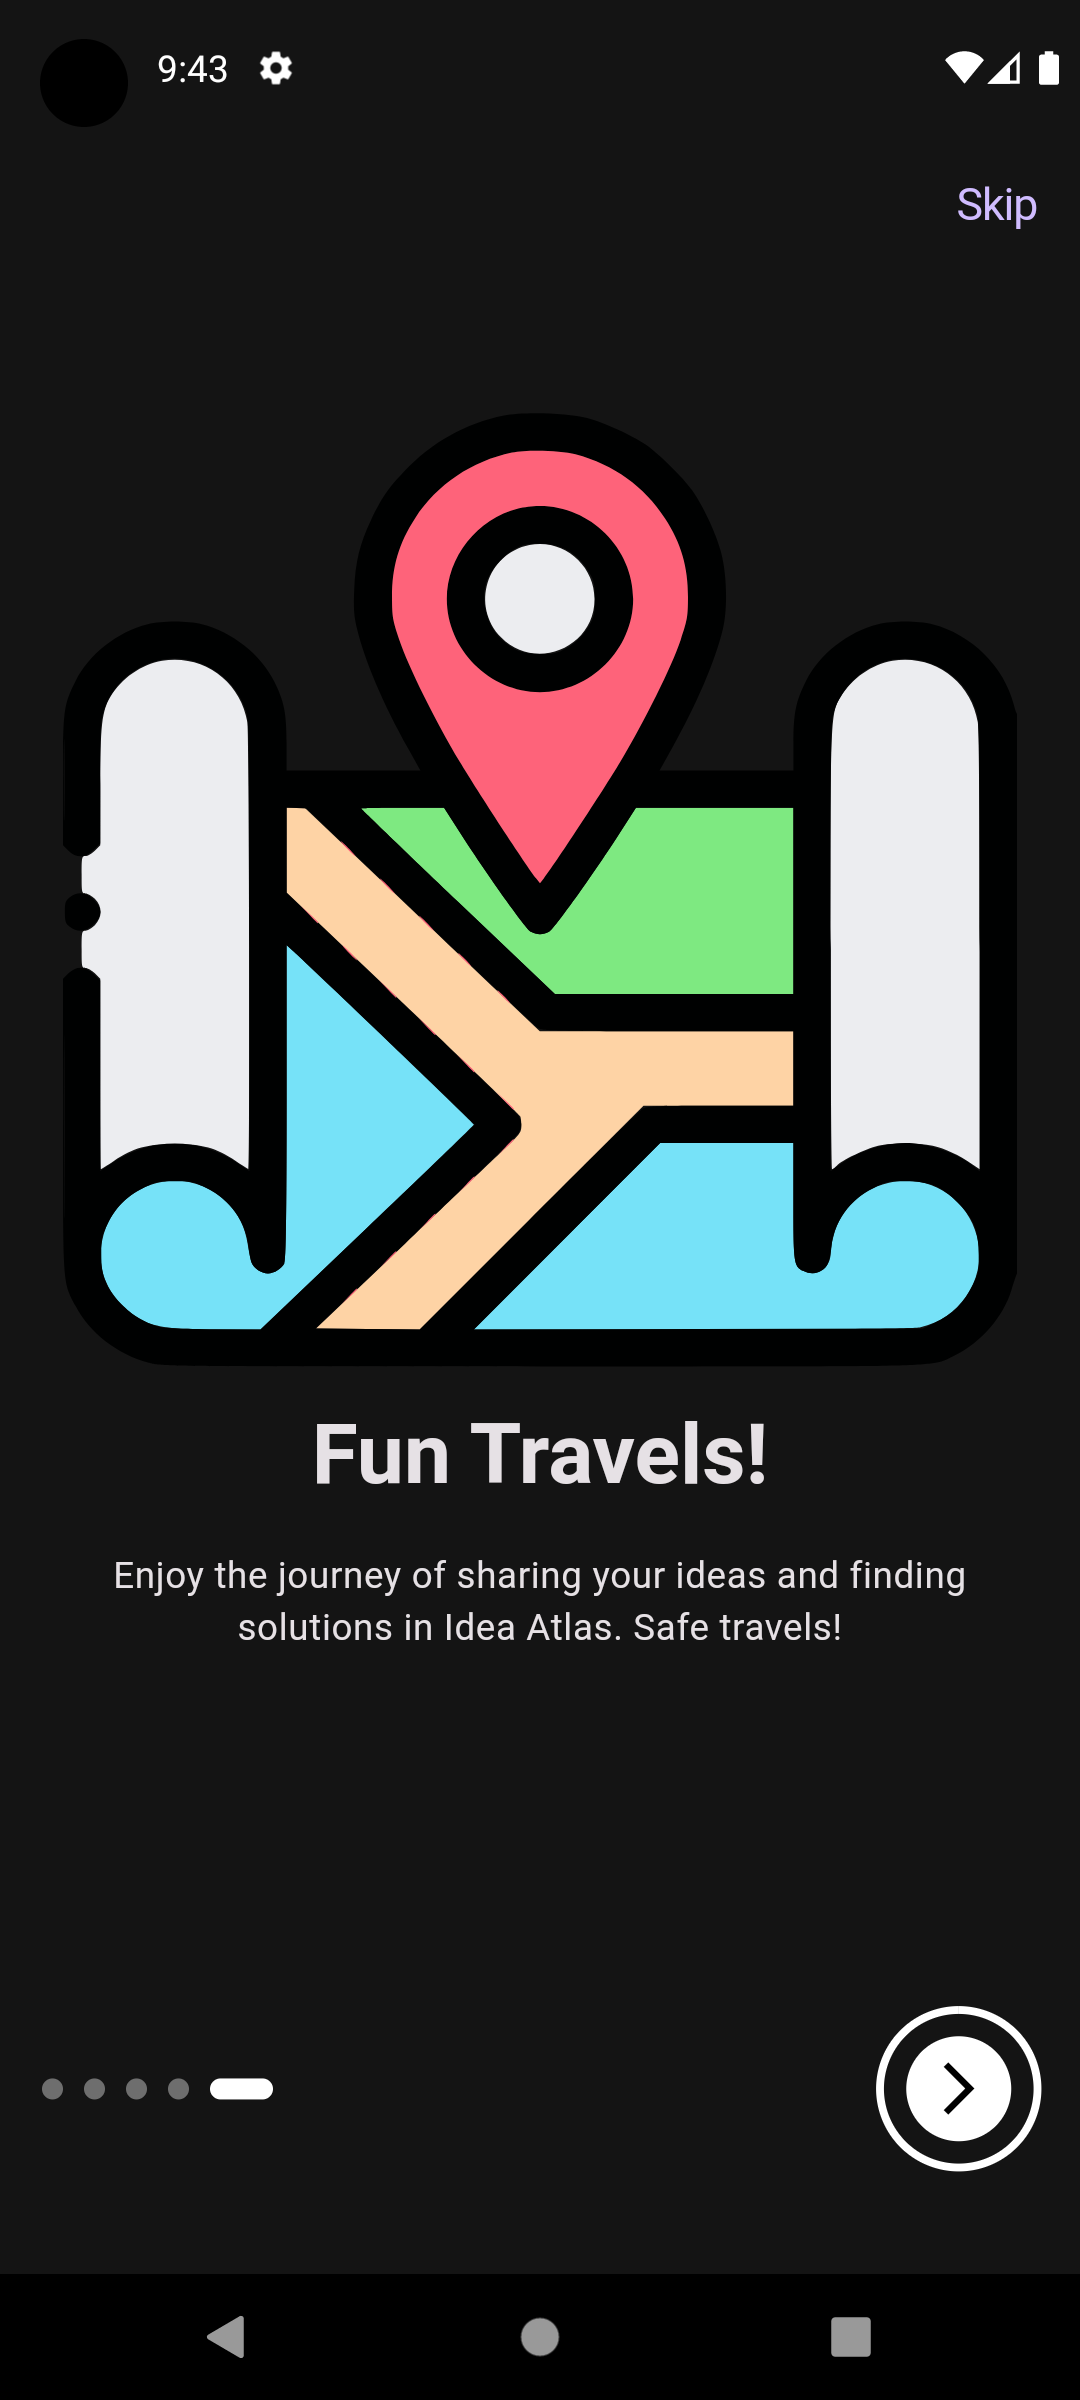 9:43
Skip
Fun Travels!
Enjoy the journey of sharing your ideas and finding
solutions in Idea Atlas. Safe travels!